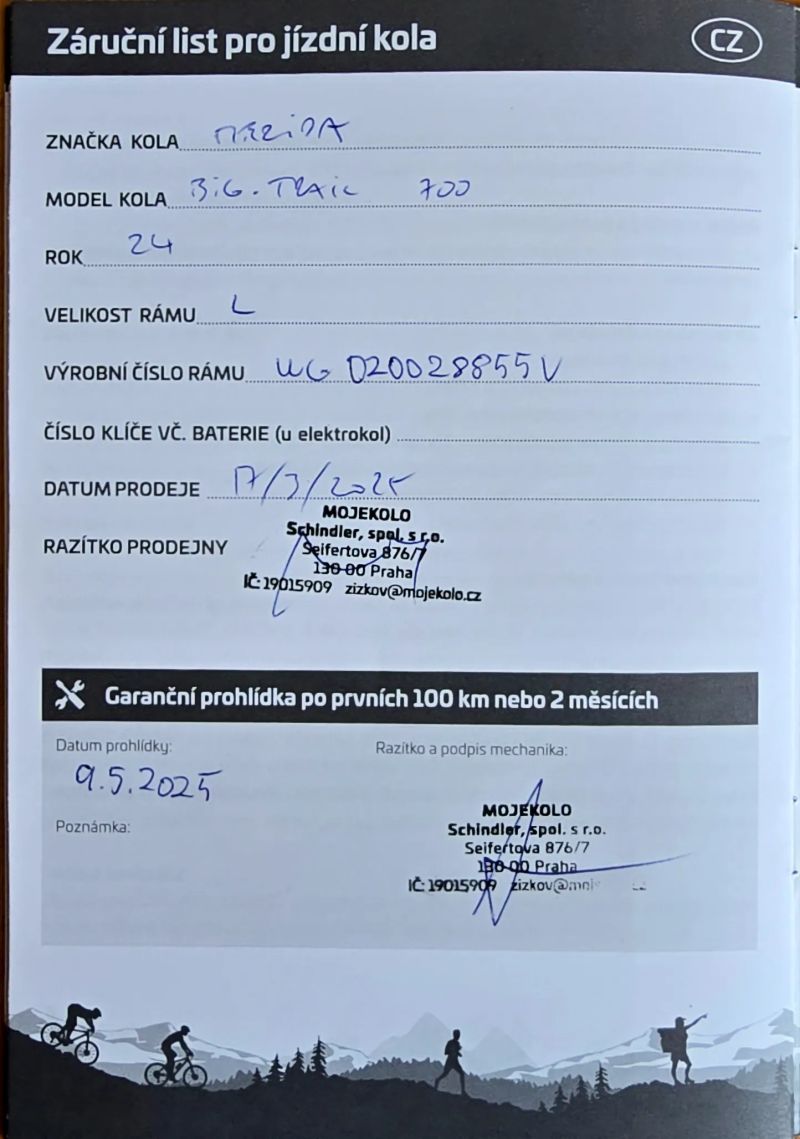 Záruční list pro jízdní kola
CZ
ZNAČKA KOLA MERIDA
MODEL KOLA BIG. TRAIL 700
ROK 24
VELIKOST RÁMU L
VÝROBNÍ ČÍSLO RÁMU WG 020028855V
ČÍSLO KLÍČE VČ. BATERIE (u elektrokol)
DATUM PRODEJE 17/3/2025
MOJEKOLO
Schindler, spol. s r.o.
RAZÍTKO PRODEJNY Seifertova 876/7
130 00 Praha
IČ: 19015909 zizkov@mojekolo.cz
Garanční prohlídka po prvních 100 km nebo 2 měsících
Datum prohlídky:
9.5.2025
Poznámka:
Razítko a podpis mechanika:
MOJEKOLO
Schindler, spol. s r.o.
Seifertova 876/7
130 00 Praha
IČ: 19015909